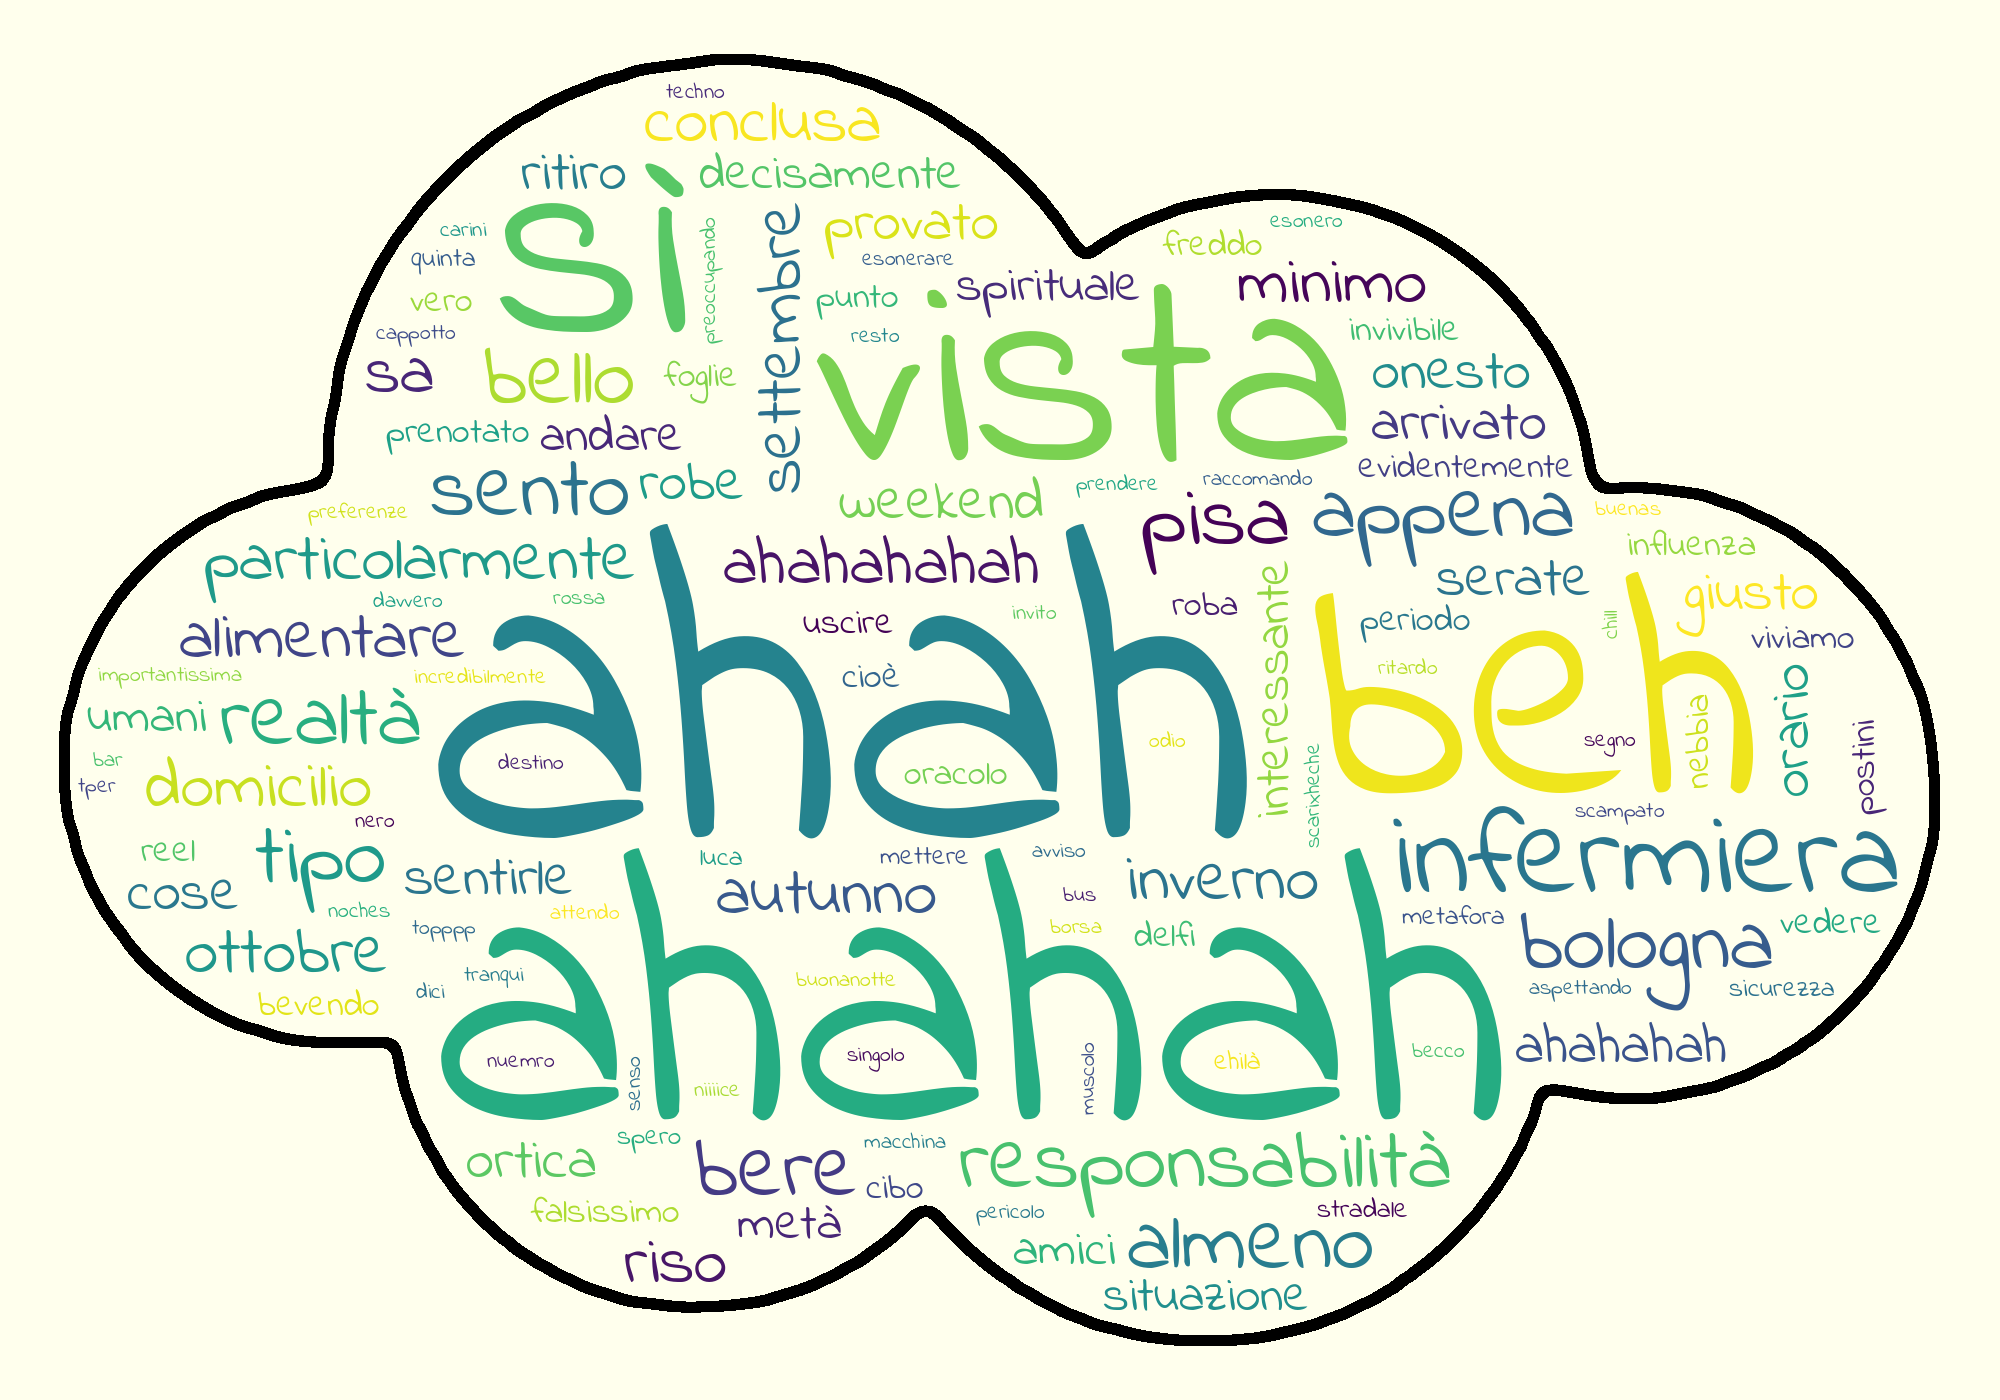 techno
conclusa
ritiro
decisamente
sì
carini
quinta
vero
cappotto
preoccupando
settembre
provato
esonerare
punto
spirituale
resto
freddo
esonero
minimo
invivibile
vista
onesto
arrivato
evidentemente
sa
bello
foglie
prenotato
andare
sento
robe
weekend
prendere
raccomando
preferenze
pisa
appena
buenas
influenza
particolarmente
ahahahahah
davvero
rossa
serate
giusto
alimentare
uscire
invito
roba
interessante
periodo
chill
viviamo
importantissima
incredibilmente
cioè
ahah
beh
ritardo
umani
realtà
orario
bar
tper
domicilio
destino
oracolo
odio
segno
nebbia
postini
scarixheche
nero
scampato
reel
tipo
cose
noches
sentirle
luca
mettere
avviso
autunno
bus
inverno
infermiera
attendo
topppp
borsa
delfi
metafora
vedere
ottobre
bologna
tranqui
dici
bevendo
buonanotte
aspettando
sicurezza
ahahah
nuemro
senso
niiiice
singolo
muscolo
ehilà
becco
ahahahah
ortica
spero
bere
macchina
cibo
responsabilità
falsissimo
metà
pericolo
stradale
riso
amici
almeno
situazione